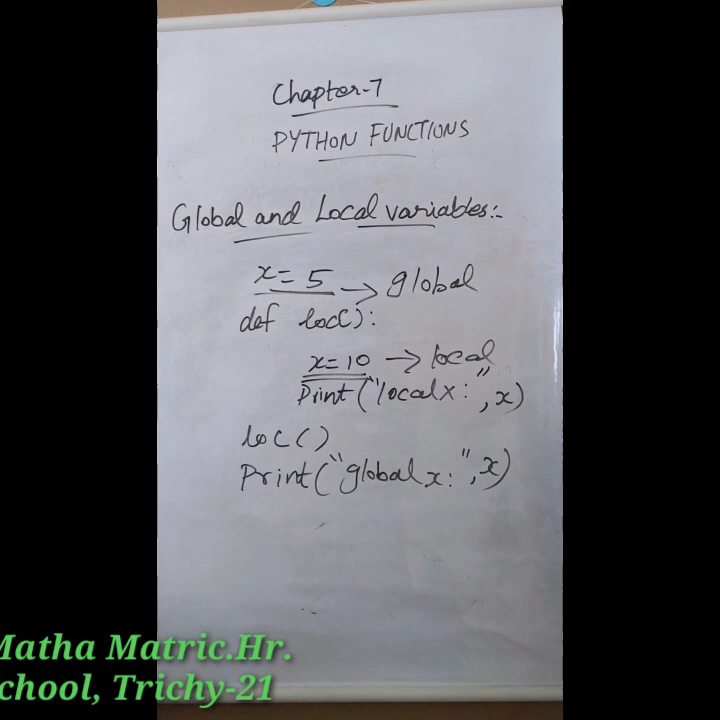 Chapter-7
PYTHON FUNCTIONS
Global and Local variables:-
x = 5 → global
def loc():
x=10 → local
Print("local x:", x)
loc()
Print("global x:", x)
Matha Matric.Hr.
chool, Trichy-21